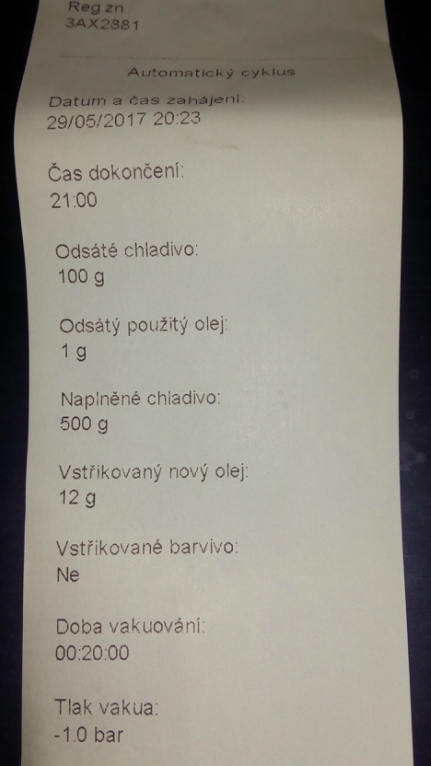 Reg zn
3AX2881
Automatický cyklus
Datum a čas zahájení:
29/05/2017 20:23
Čas dokončení:
21:00
Odsáté chladivo:
100 g
Odsátý použitý olej:
1 g
Naplněné chladivo:
500 g
Vstřikovaný nový olej:
12 g
Vstřikované barvivo:
Ne
Doba vakuování:
00:20:00
Tlak vakua:
-1.0 bar